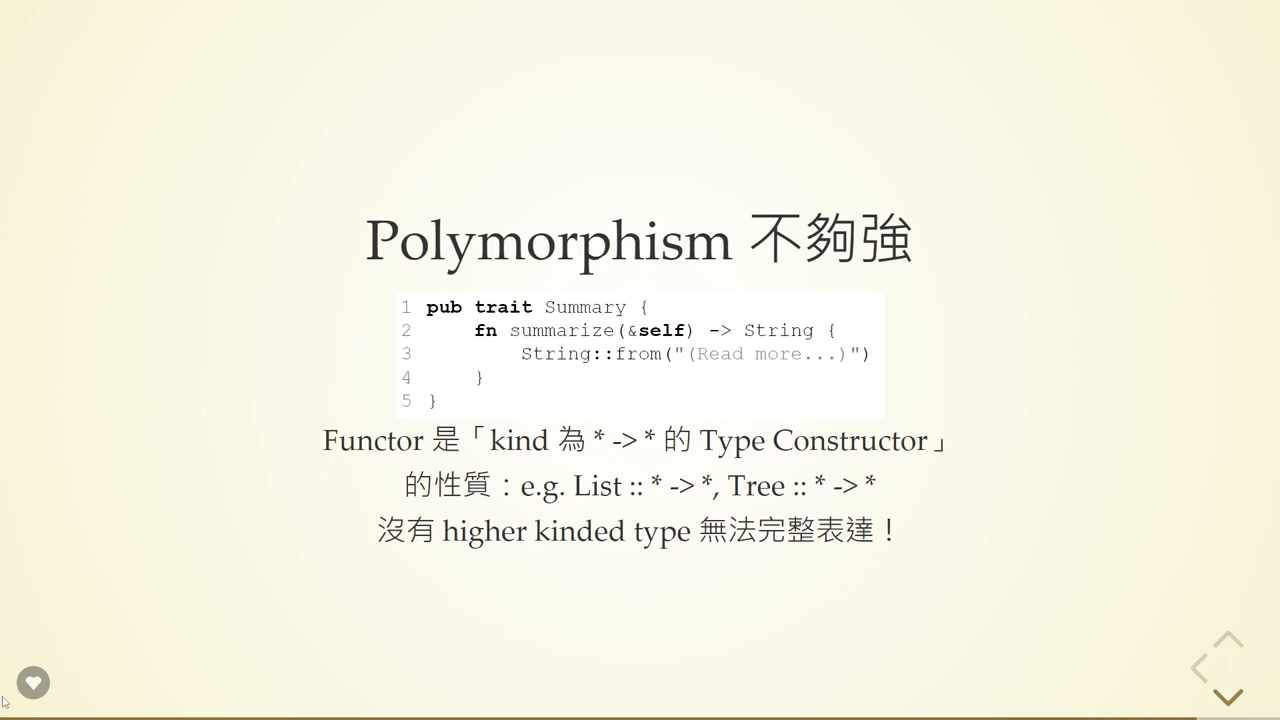 Polymorphism 不夠強
1 pub trait Summary {
2     fn summarize(&self) -> String {
3         String::from("(Read more...)")
4     }
5 }
Functor 是「kind 為 * -> * 的 Type Constructor」
的性質：e.g. List :: * -> *, Tree :: * -> *
沒有 higher kinded type 無法完整表達！